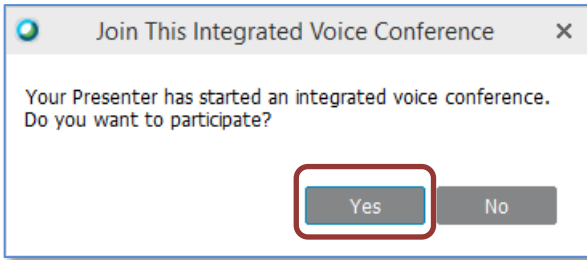 Join This Integrated Voice Conference
Your Presenter has started an integrated voice conference.
Do you want to participate?
Yes No